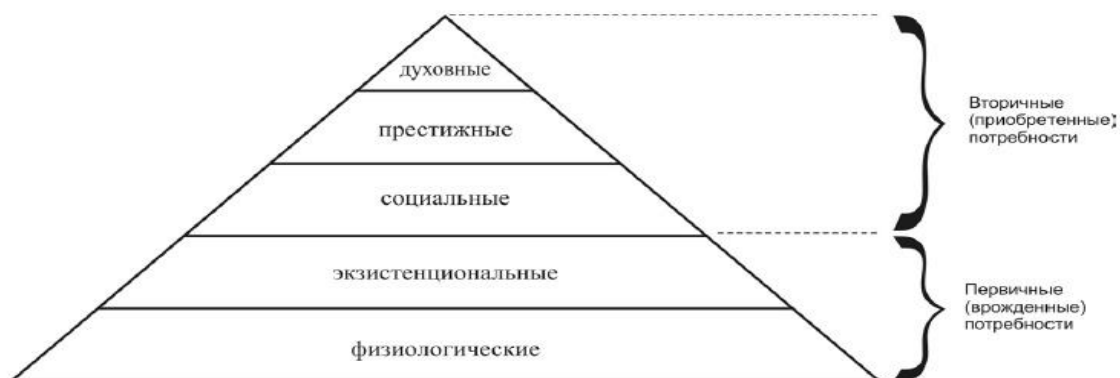 духовные
престижные
социальные
экзистенциональные
физиологические
Вторичные
(приобретенные)
потребности
Первичные
(врожденные)
потребности